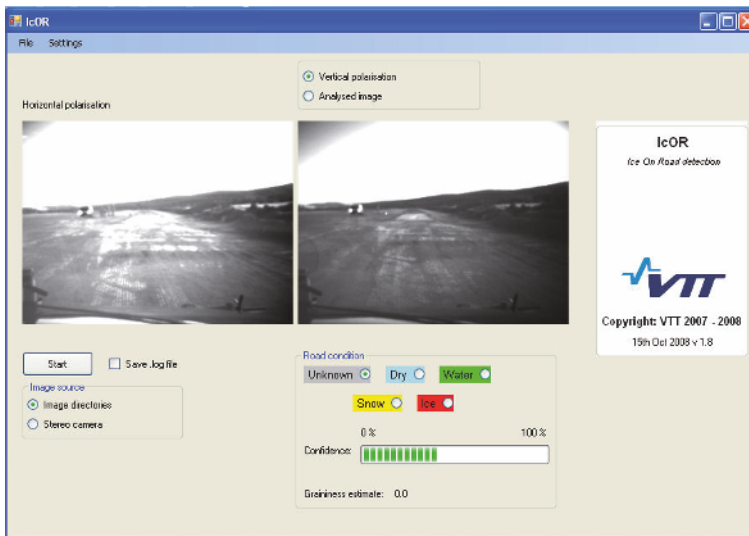 IcOR
File Settings
Vertical polarisation
Analysed image
Horizontal polarisation
IcOR
Ice On Road detection
VTT
Copyright: VTT 2007 - 2008
15th Oct 2008 v 1.8
Start
Save .log file
Image source
Image directories
Stereo camera
Road condition
Unknown Dry Water
Snow Ice
0 % 100 %
Confidence:
Graininess estimate: 0.0